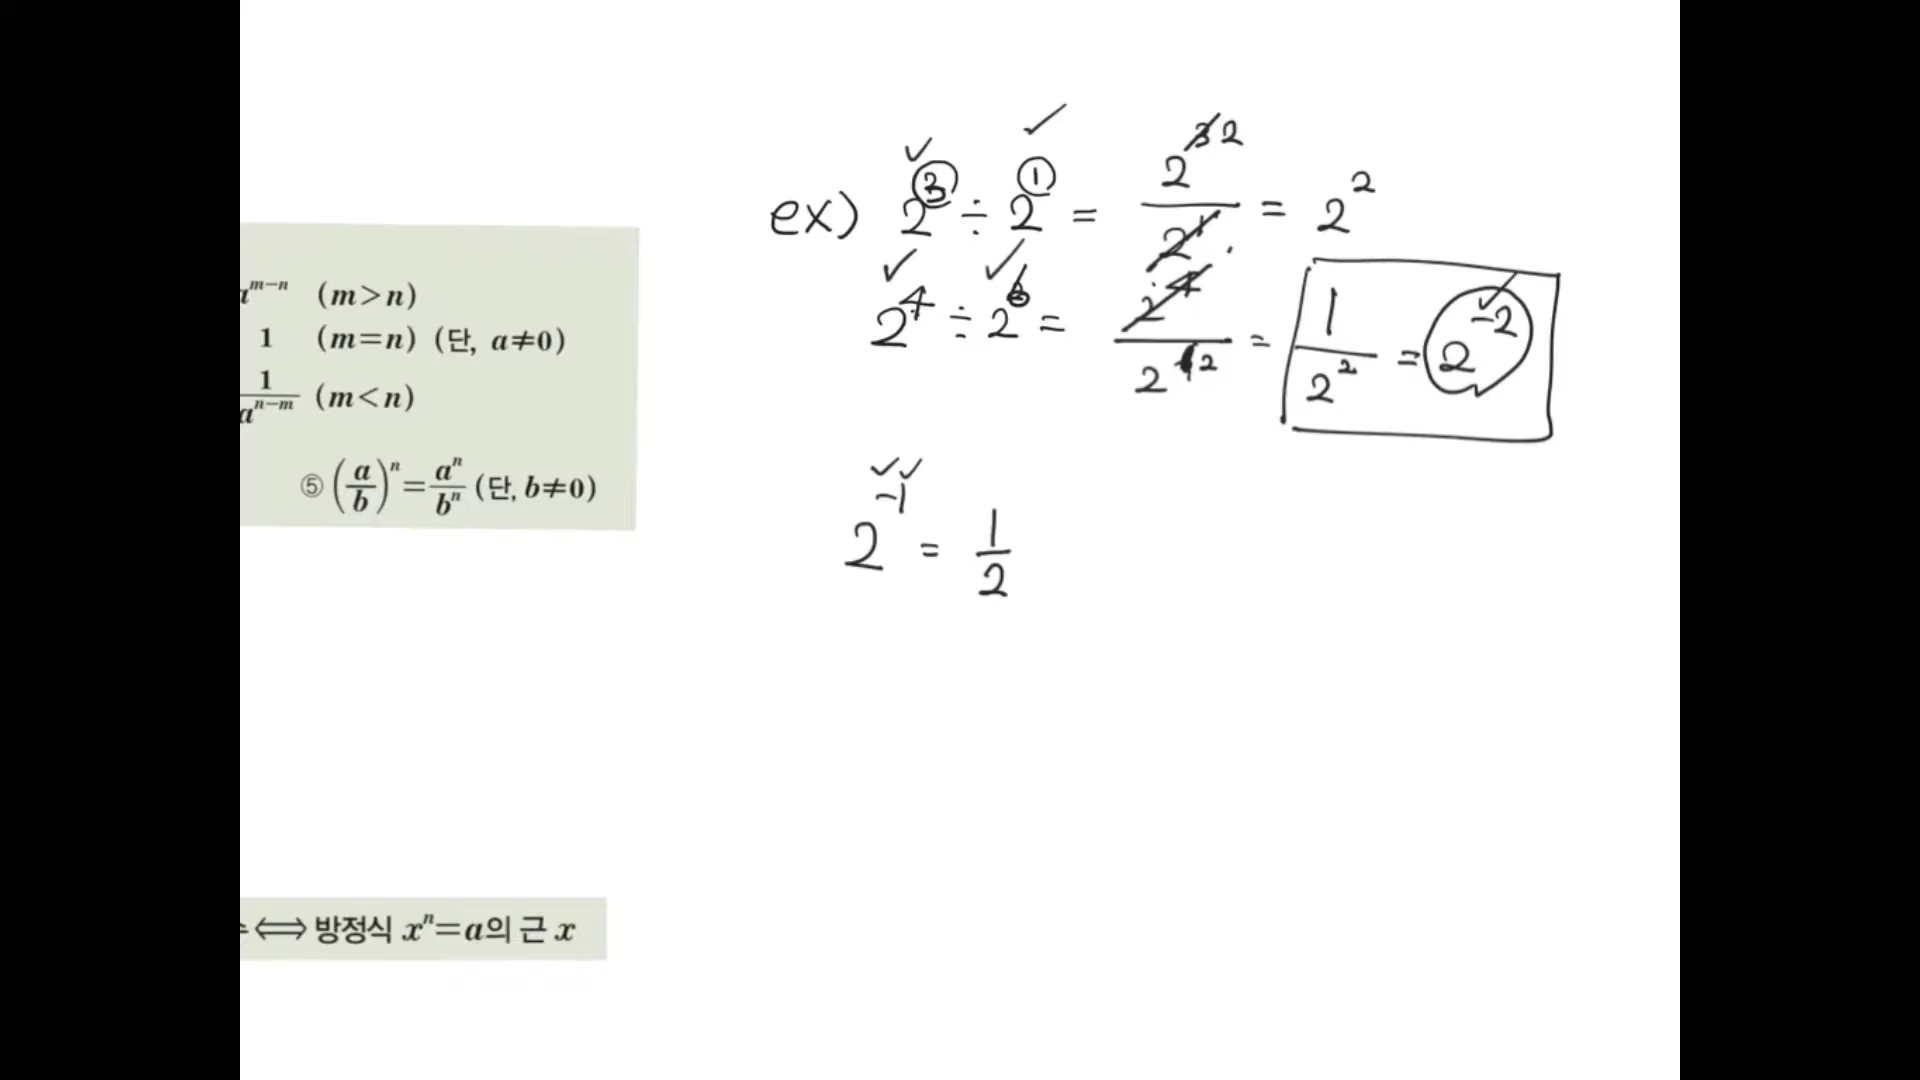 a^{m-n} (m>n)
1 (m=n) (단, a≠0)
1/a^{n-m} (m<n)
⑤ (a/b)^n = a^n/b^n (단, b≠0)
⟺ 방정식 x^n=a의 근 x
ex) 2^3 ÷ 2^1 = 2^{3 2}/2^1 = 2^2
2^4 ÷ 2^6 = 2^4/2^{6 2} = 1/2^2 = 2^{-2}
2^{-1} = 1/2